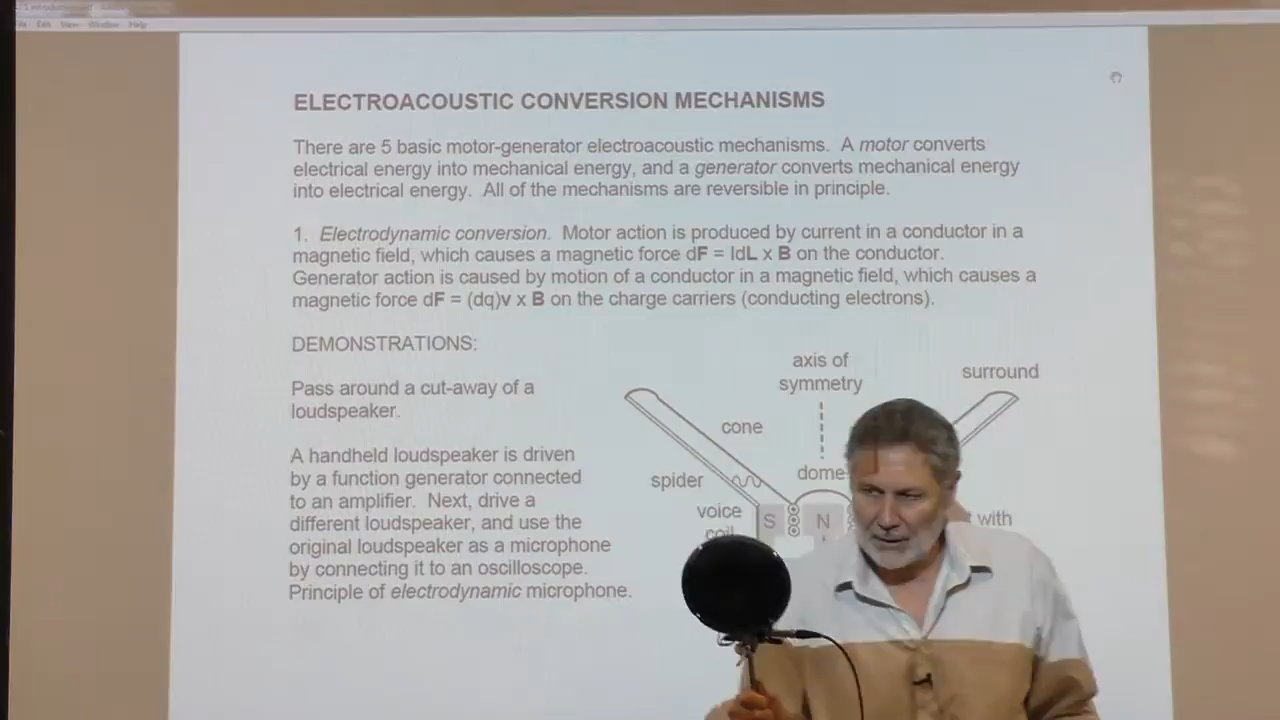 File Edit View Window Help
ELECTROACOUSTIC CONVERSION MECHANISMS
There are 5 basic motor-generator electroacoustic mechanisms. A motor converts
electrical energy into mechanical energy, and a generator converts mechanical energy
into electrical energy. All of the mechanisms are reversible in principle.
1. Electrodynamic conversion. Motor action is produced by current in a conductor in a
magnetic field, which causes a magnetic force dF = IdL x B on the conductor.
Generator action is caused by motion of a conductor in a magnetic field, which causes a
magnetic force dF = (dq)v x B on the charge carriers (conducting electrons).
DEMONSTRATIONS:
Pass around a cut-away of a
loudspeaker.
A handheld loudspeaker is driven
by a function generator connected
to an amplifier. Next, drive a
different loudspeaker, and use the
original loudspeaker as a microphone
by connecting it to an oscilloscope.
Principle of electrodynamic microphone.
axis of
symmetry
surround
cone
dome
spider
voice
coil
S N
with